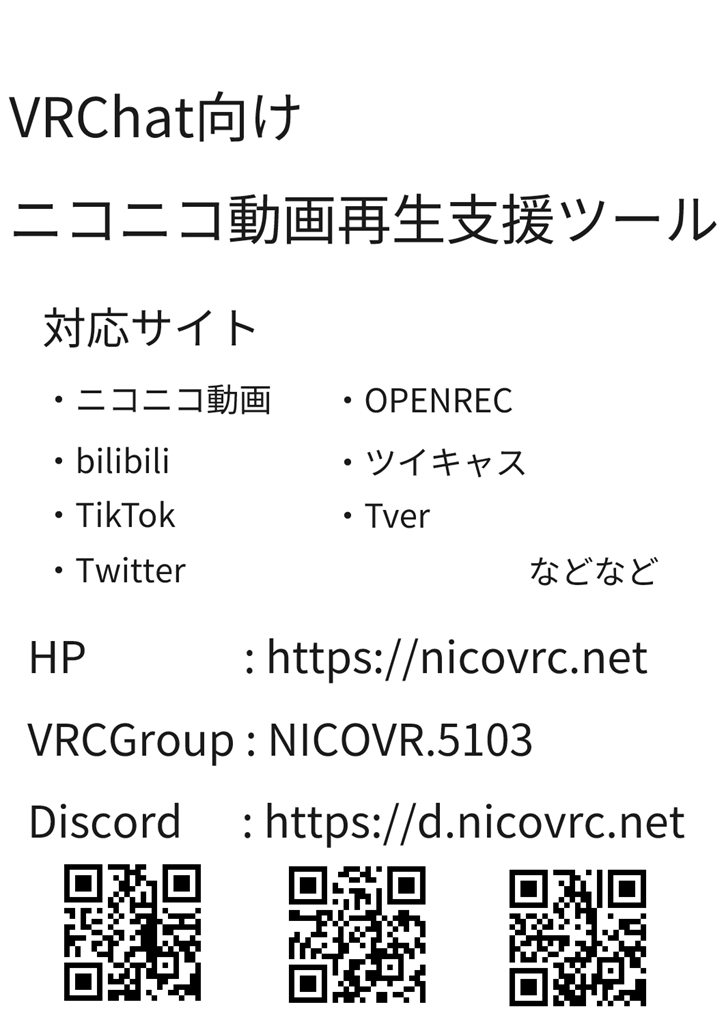 VRChat向け
ニコニコ動画再生支援ツール
対応サイト
・ニコニコ動画
・bilibili
・TikTok
・Twitter
・OPENREC
・ツイキャス
・Tver
などなど
HP : https://nicovrc.net
VRCGroup : NICOVR.5103
Discord : https://d.nicovrc.net